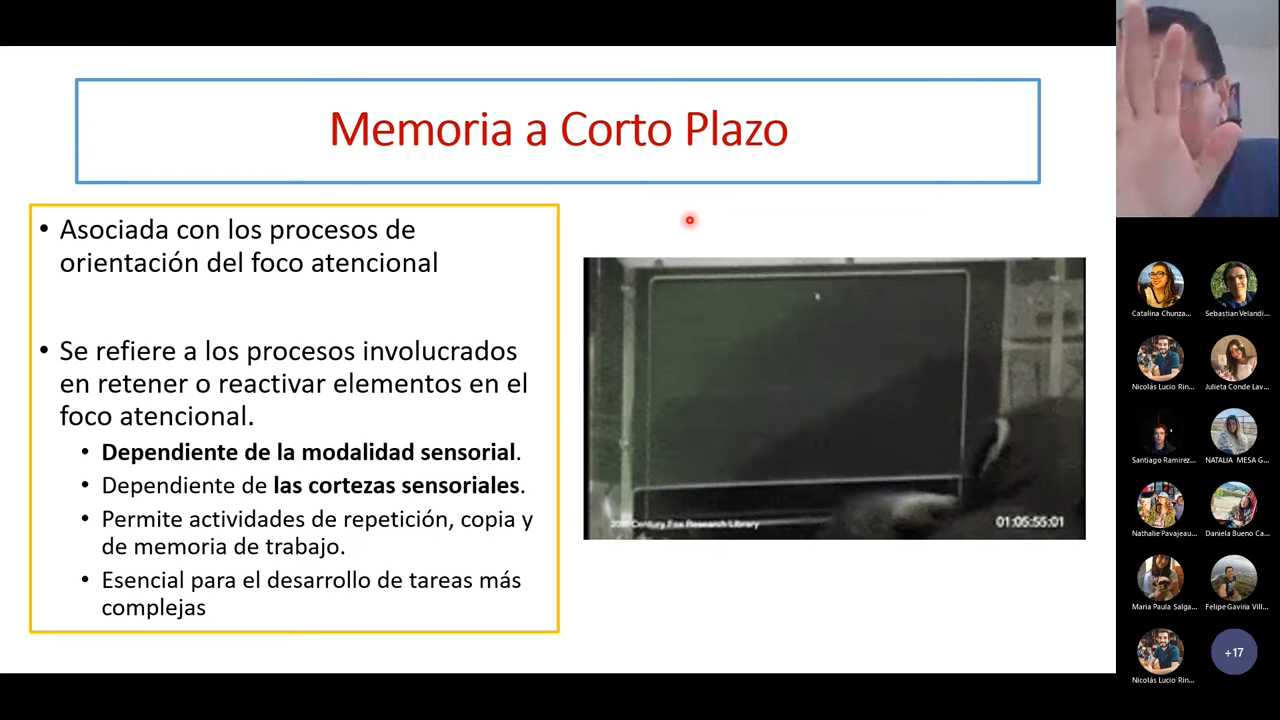 Memoria a Corto Plazo
• Asociada con los procesos de
orientación del foco atencional
• Se refiere a los procesos involucrados
en retener o reactivar elementos en el
foco atencional.
• Dependiente de la modalidad sensorial.
• Dependiente de las cortezas sensoriales.
• Permite actividades de repetición, copia y
de memoria de trabajo.
• Esencial para el desarrollo de tareas más
complejas
Century Fox Research Library
01:05:55:01
Catalina Chunza...
Sebastian Velandi...
Nicolás Lucio Rin...
Julieta Conde Lav...
Santiago Ramirez...
NATALIA MESA G...
Nathalie Pavajeau...
Daniela Bueno Ca...
Maria Paula Salga...
Felipe Gaviria Vill...
Nicolás Lucio Rin...
+17